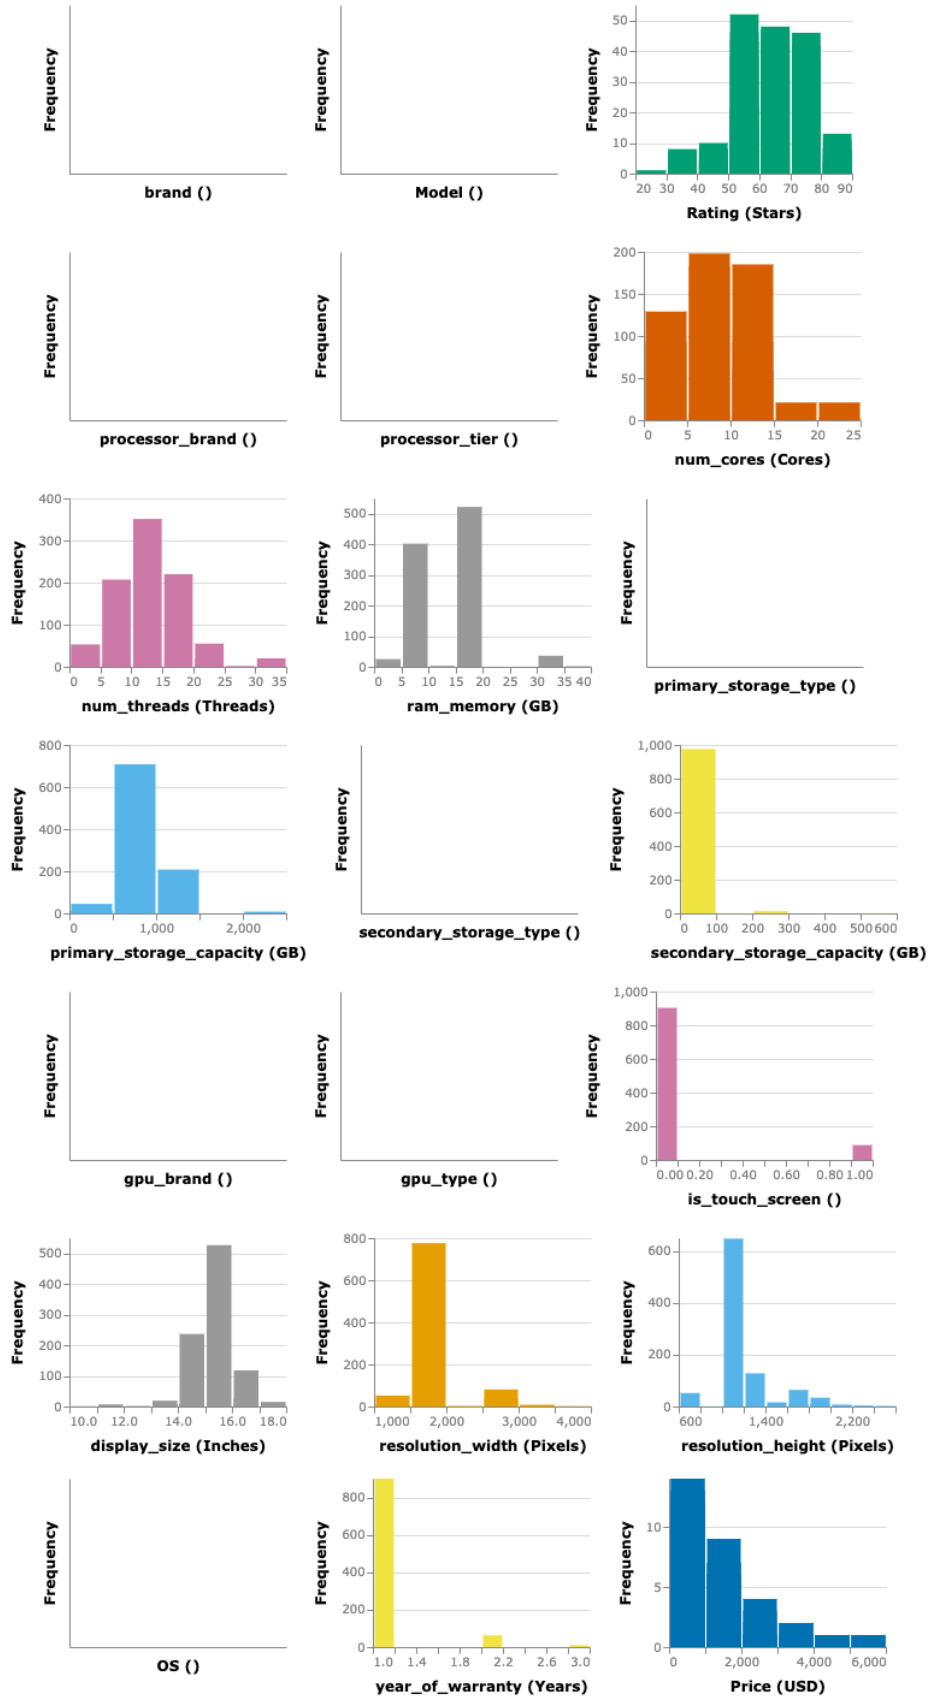 Frequency
brand ()
Frequency
Model ()
Frequency
50
40
30
20
10
0
20 30 40 50 60 70 80 90
Rating (Stars)
Frequency
processor_brand ()
Frequency
processor_tier ()
Frequency
200
150
100
50
0
0 5 10 15 20 25
num_cores (Cores)
Frequency
400
300
200
100
0
0 5 10 15 20 25 30 35
num_threads (Threads)
Frequency
500
400
300
200
100
0
0 5 10 15 20 25 30 35 40
ram_memory (GB)
Frequency
primary_storage_type ()
Frequency
800
600
400
200
0
0 1,000 2,000
primary_storage_capacity (GB)
Frequency
secondary_storage_type ()
Frequency
1,000
800
600
400
200
0
0 100 200 300 400 500 600
secondary_storage_capacity (GB)
Frequency
gpu_brand ()
Frequency
gpu_type ()
Frequency
1,000
800
600
400
200
0
0.00 0.20 0.40 0.60 0.80 1.00
is_touch_screen ()
Frequency
500
400
300
200
100
0
10.0 12.0 14.0 16.0 18.0
display_size (Inches)
Frequency
800
600
400
200
0
1,000 2,000 3,000 4,000
resolution_width (Pixels)
Frequency
600
400
200
0
600 1,400 2,200
resolution_height (Pixels)
Frequency
OS ()
Frequency
800
600
400
200
0
1.0 1.4 1.8 2.2 2.6 3.0
year_of_warranty (Years)
Frequency
10
5
0
0 2,000 4,000 6,000
Price (USD)